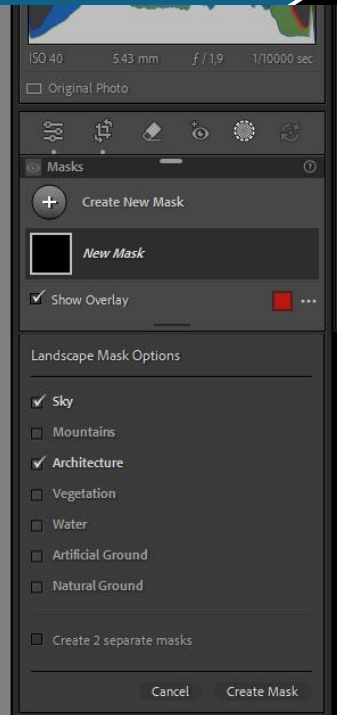 ISO 40 5.43 mm ƒ / 1,9 1/10000 sec
Original Photo
Masks
Create New Mask
New Mask
Show Overlay
Landscape Mask Options
Sky
Mountains
Architecture
Vegetation
Water
Artificial Ground
Natural Ground
Create 2 separate masks
Cancel Create Mask